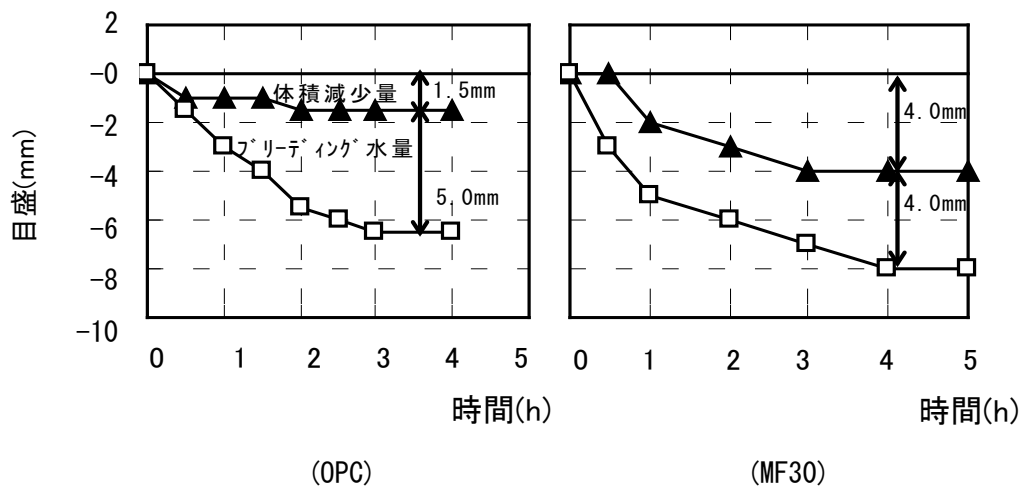 目盛(mm)
2
-0
-2
-4
-6
-8
-10
体積減少量
1.5mm
ﾌﾞﾘｰﾃﾞｨﾝｸﾞ水量
5.0mm
0 1 2 3 4 5
時間(h)
(OPC)
4.0mm
4.0mm
0 1 2 3 4 5
時間(h)
(MF30)